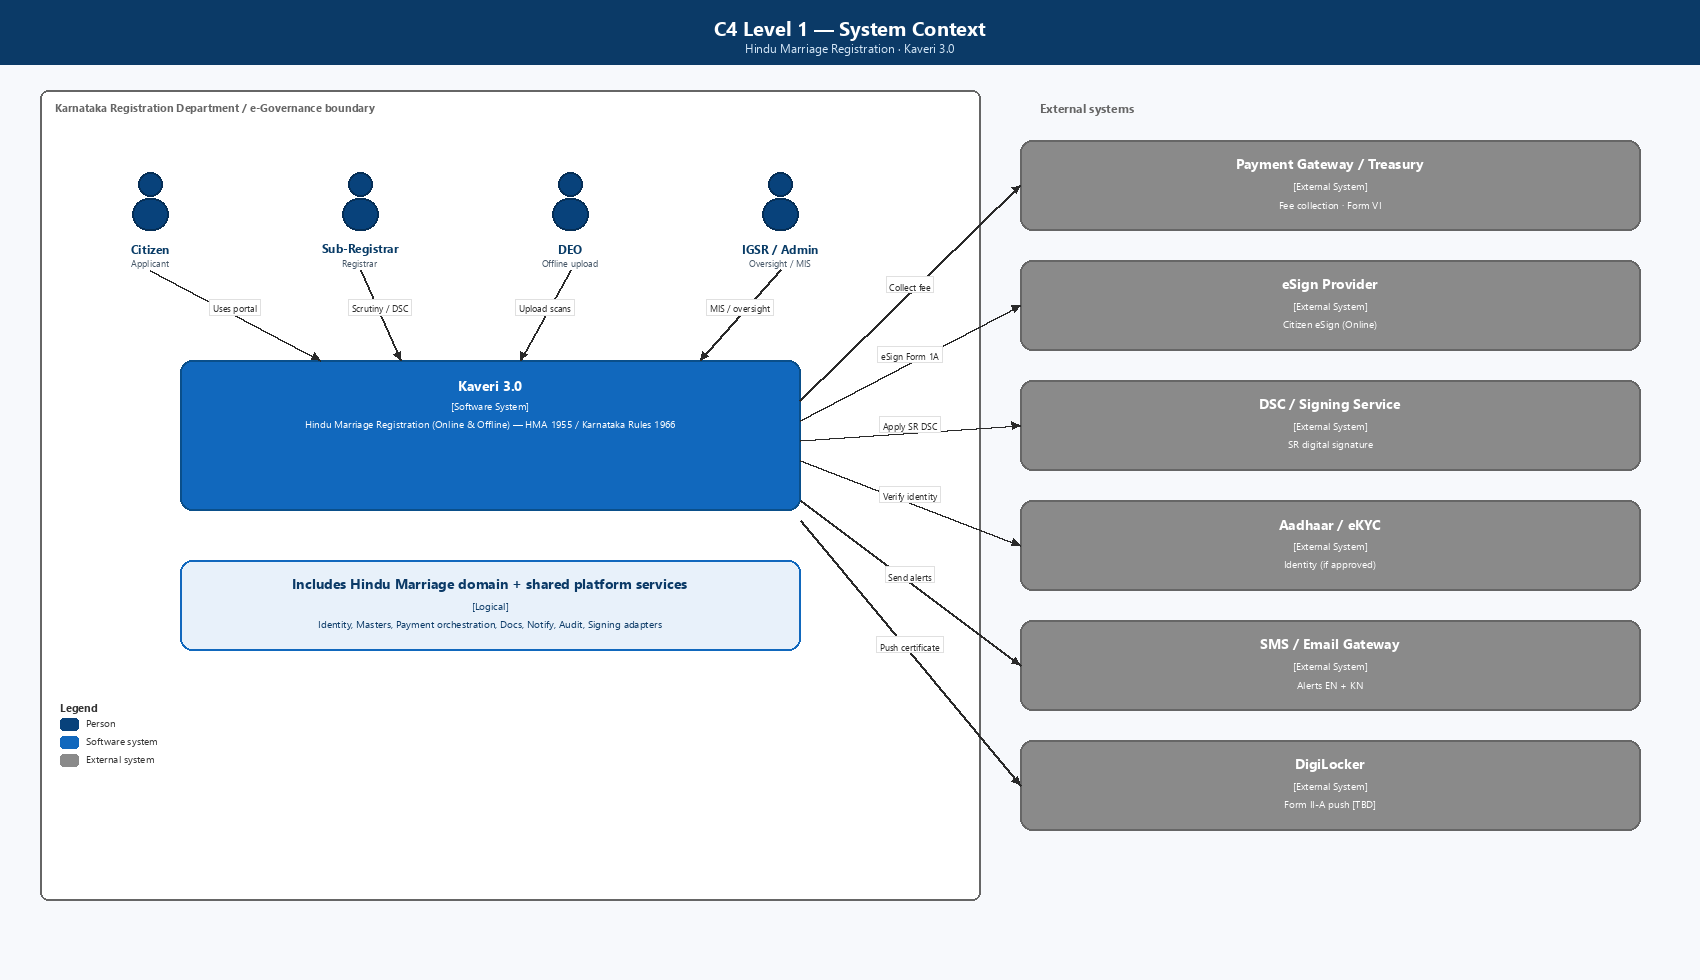 C4 Level 1 — System Context
Hindu Marriage Registration · Kaveri 3.0
Karnataka Registration Department / e-Governance boundary
Citizen
Applicant
Sub-Registrar
Registrar
DEO
Offline upload
IGSR / Admin
Oversight / MIS
Uses portal
Scrutiny / DSC
Upload scans
MIS / oversight
Kaveri 3.0
[Software System]
Hindu Marriage Registration (Online & Offline) — HMA 1955 / Karnataka Rules 1966
Includes Hindu Marriage domain + shared platform services
[Logical]
Identity, Masters, Payment orchestration, Docs, Notify, Audit, Signing adapters
Legend
Person
Software system
External system
Collect fee
eSign Form 1A
Apply SR DSC
Verify identity
Send alerts
Push certificate
External systems
Payment Gateway / Treasury
[External System]
Fee collection · Form VI
eSign Provider
[External System]
Citizen eSign (Online)
DSC / Signing Service
[External System]
SR digital signature
Aadhaar / eKYC
[External System]
Identity (if approved)
SMS / Email Gateway
[External System]
Alerts EN + KN
DigiLocker
[External System]
Form II-A push [TBD]